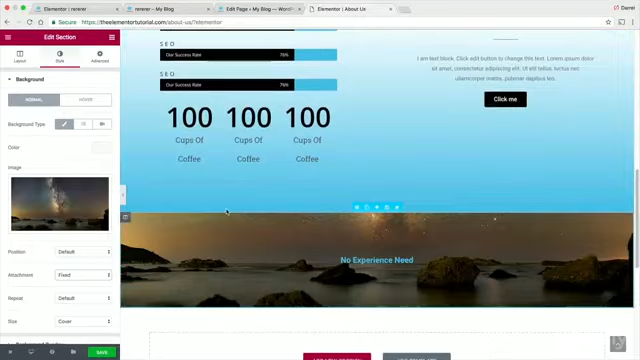 Elementor | rererer
rererer – My Blog
Edit Page ‹ My Blog — WordPr
Elementor | About Us
Darrel
Secure
https://theelementortutorial.com/about-us/?elementor
Edit Section
Layout
Style
Advanced
Background
NORMAL
HOVER
Background Type
Color
Image
Position
Default
Attachment
Fixed
Repeat
Default
Size
Cover
SAVE
SEO
Our Success Rate
76%
SEO
Our Success Rate
76%
100
100
100
Cups Of
Cups Of
Cups Of
Coffee
Coffee
Coffee
I am text block. Click edit button to change this text. Lorem
ipsum dolor sit amet, consectetur adipiscing elit. Ut elit tellus, luctus nec
ullamcorper mattis, pulvinar dapibus leo.
Click me
No Experience Need